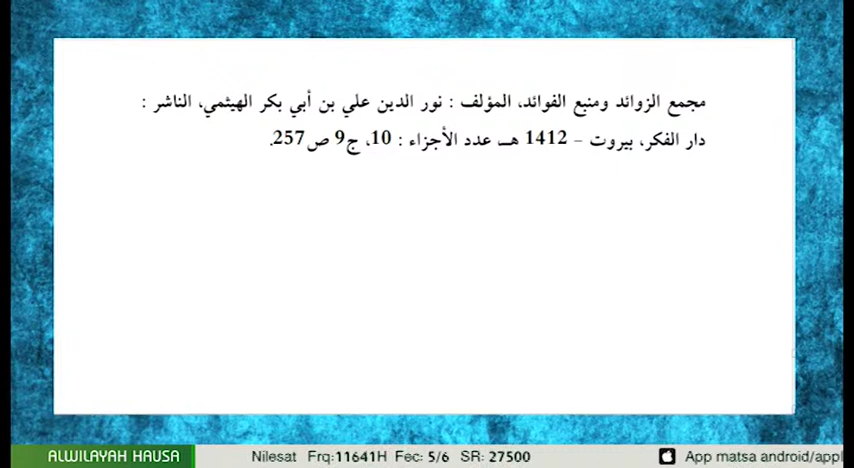 مجمع الزوائد ومنبع الفوائد، المؤلف : نور الدين علي بن أبي بكر الهيثمي، الناشر :
دار الفكر، بيروت – 1412 هـ، عدد الأجزاء : 10، ج9 ص257.
ALWILAYAH HAUSA Nilesat Frq:11641H Fec: 5/6 SR: 27500 App matsa android/appl